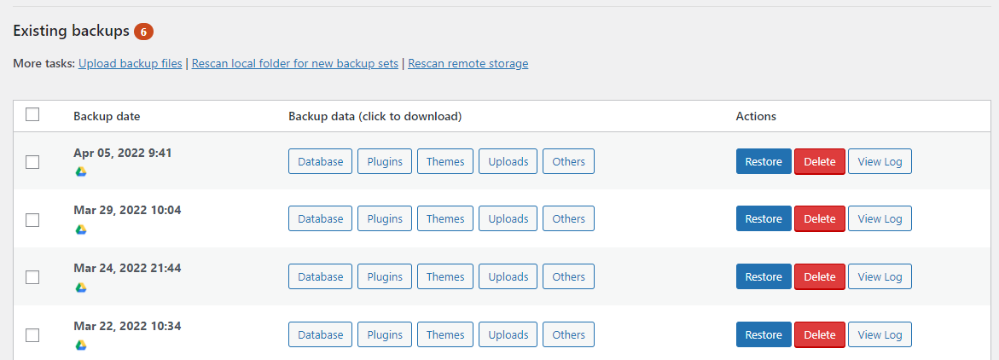 Existing backups 6
More tasks: Upload backup files | Rescan local folder for new backup sets | Rescan remote storage
Backup date Backup data (click to download) Actions
Apr 05, 2022 9:41 Database Plugins Themes Uploads Others Restore Delete View Log
Mar 29, 2022 10:04 Database Plugins Themes Uploads Others Restore Delete View Log
Mar 24, 2022 21:44 Database Plugins Themes Uploads Others Restore Delete View Log
Mar 22, 2022 10:34 Database Plugins Themes Uploads Others Restore Delete View Log